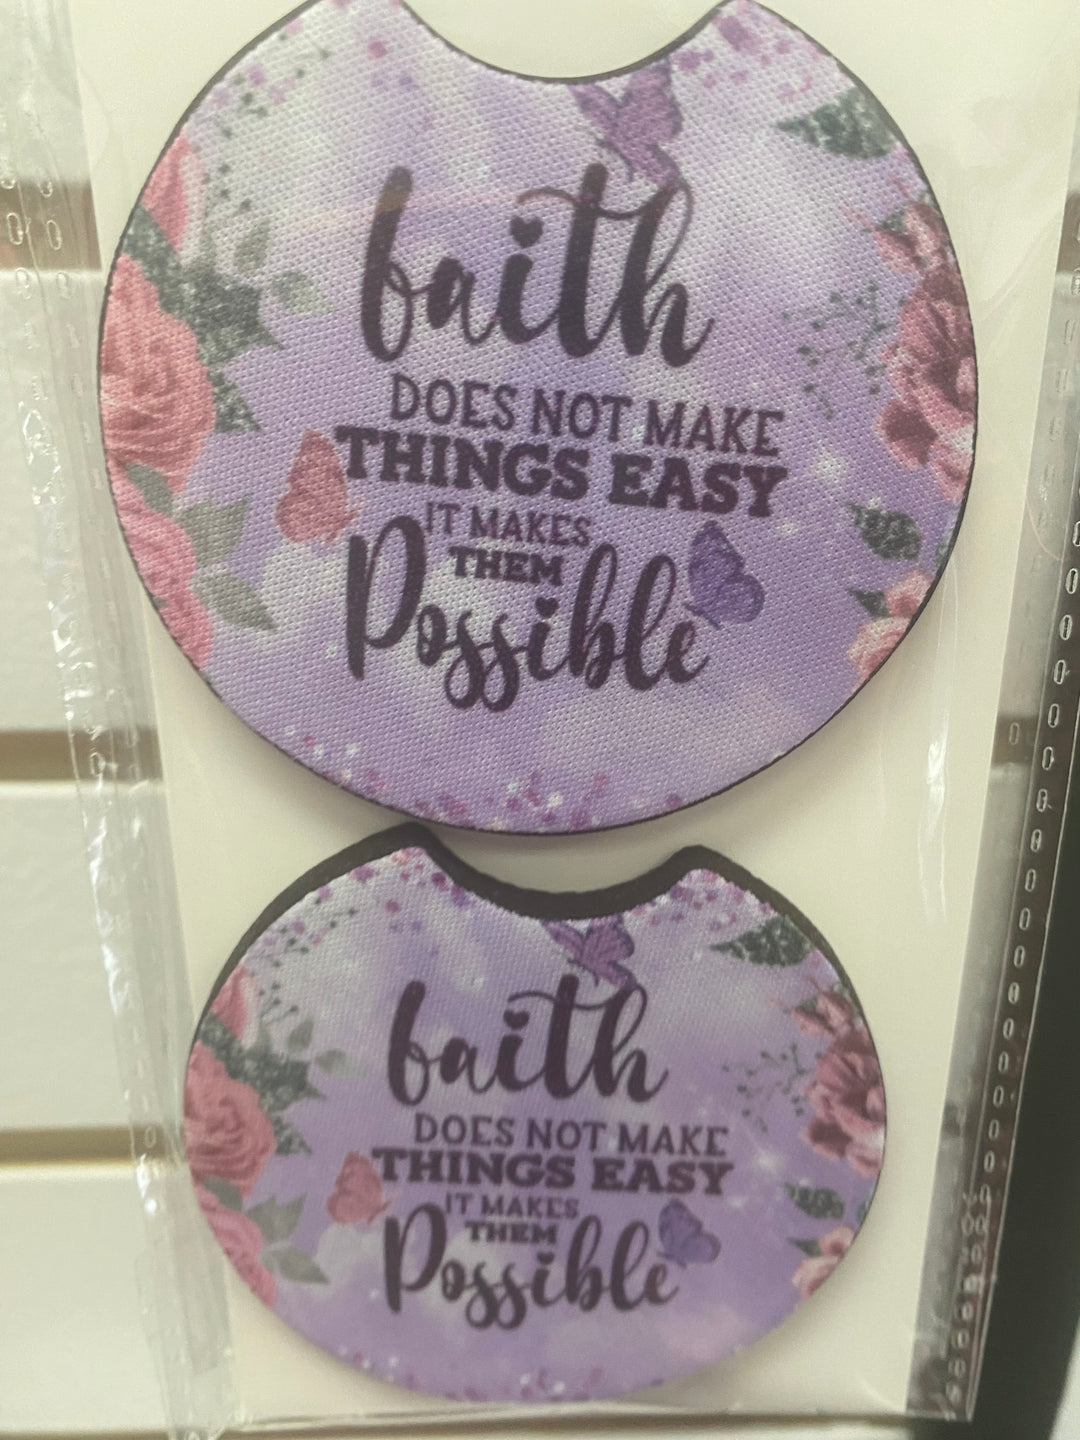 faith
DOES NOT MAKE
THINGS EASY
IT MAKES
THEM
Possible
faith
DOES NOT MAKE
THINGS EASY
IT MAKES
THEM
Possible